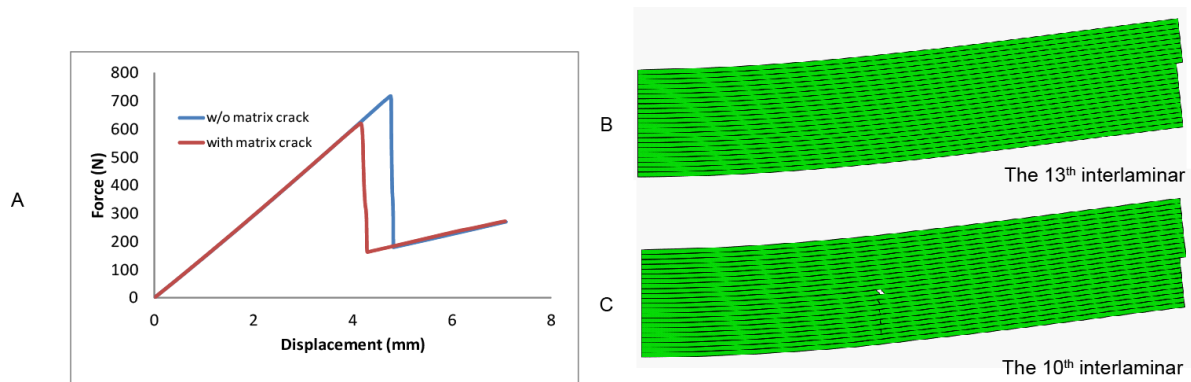 A
800
700
600
500
400
300
200
100
0
Force (N)
w/o matrix crack
with matrix crack
0 2 4 6 8
Displacement (mm)
B
The 13th interlaminar
C
The 10th interlaminar